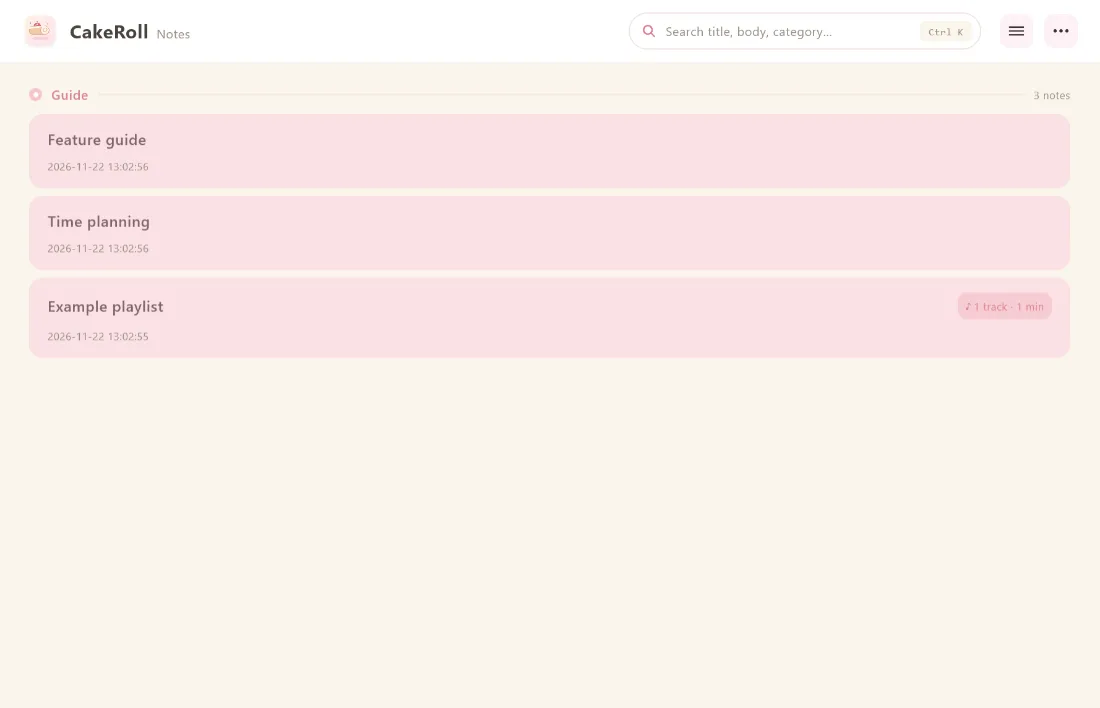 CakeRoll Notes
Search title, body, category... Ctrl K
Guide 3 notes
Feature guide
2026-11-22 13:02:56
Time planning
2026-11-22 13:02:56
Example playlist ♪ 1 track · 1 min
2026-11-22 13:02:55